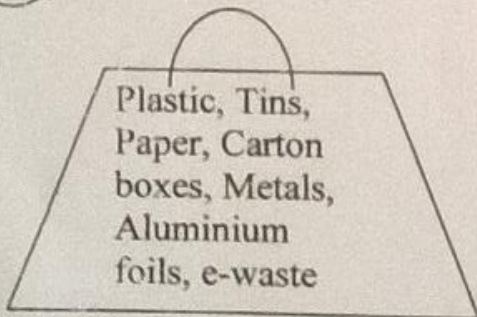 Plastic, Tins,
Paper, Carton
boxes, Metals,
Aluminium
foils, e-waste